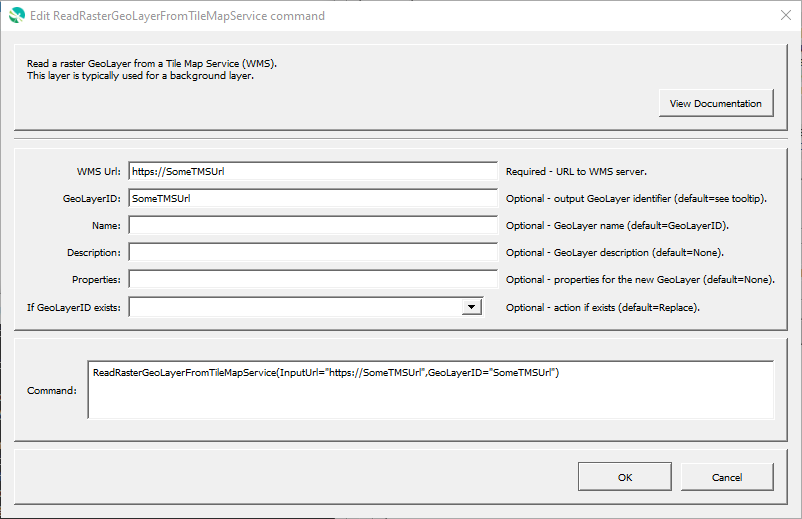 Edit ReadRasterGeoLayerFromTileMapService command
Read a raster GeoLayer from a Tile Map Service (WMS).
This layer is typically used for a background layer.
View Documentation
WMS Url: https://SomeTMSUrl Required - URL to WMS server.
GeoLayerID: SomeTMSUrl Optional - output GeoLayer identifier (default=see tooltip).
Name: Optional - GeoLayer name (default=GeoLayerID).
Description: Optional - GeoLayer description (default=None).
Properties: Optional - properties for the new GeoLayer (default=None).
If GeoLayerID exists: Optional - action if exists (default=Replace).
Command: ReadRasterGeoLayerFromTileMapService(InputUrl="https://SomeTMSUrl",GeoLayerID="SomeTMSUrl")
OK Cancel